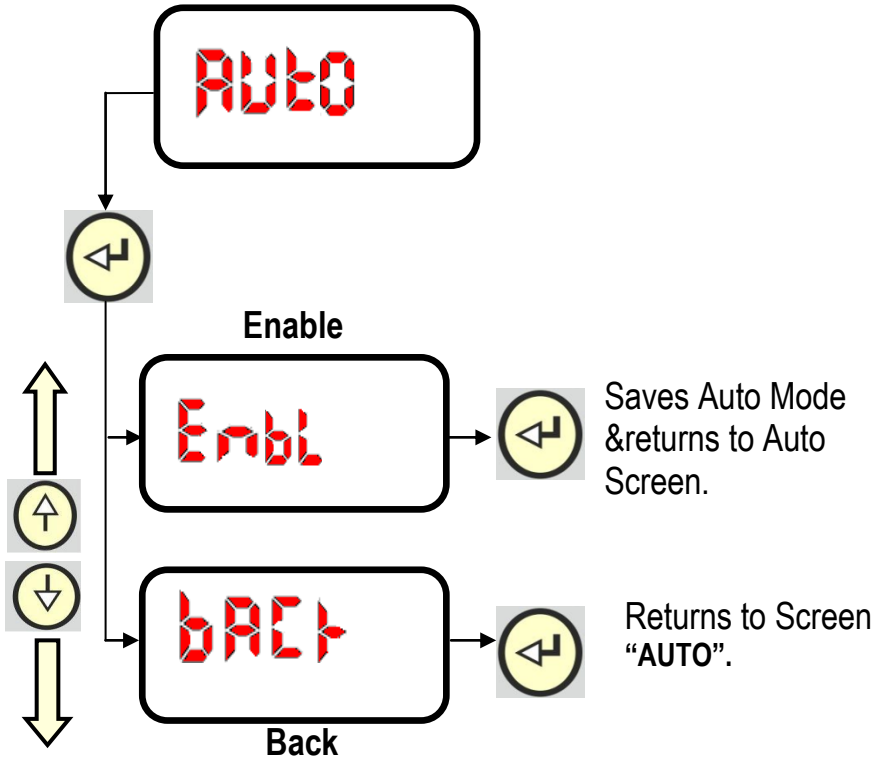 AUtO
Enable
EnbL
Saves Auto Mode
&returns to Auto
Screen.
bACk
Returns to Screen
“AUTO”.
Back